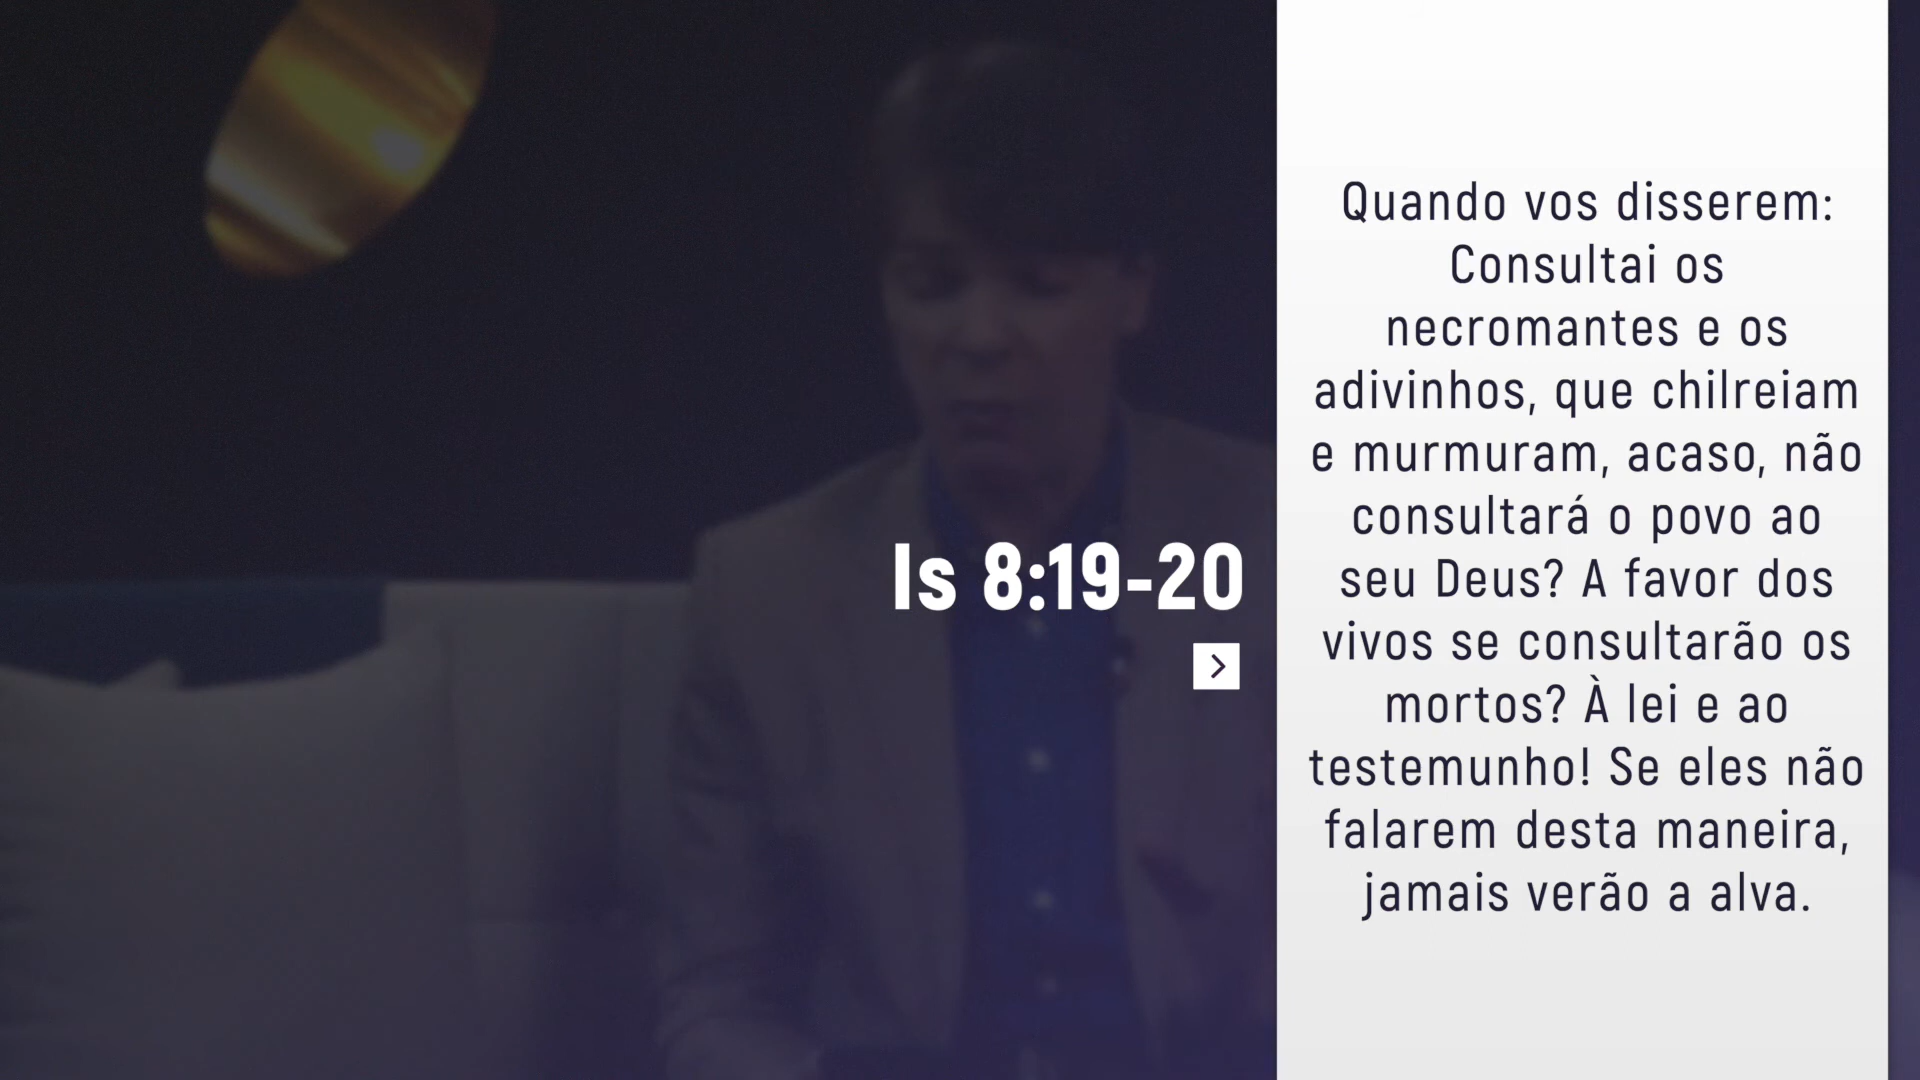 Is 8:19-20
Quando vos disserem:
Consultai os
necromantes e os
adivinhos, que chilreiam
e murmuram, acaso, não
consultará o povo ao
seu Deus? A favor dos
vivos se consultarão os
mortos? À lei e ao
testemunho! Se eles não
falarem desta maneira,
jamais verão a alva.